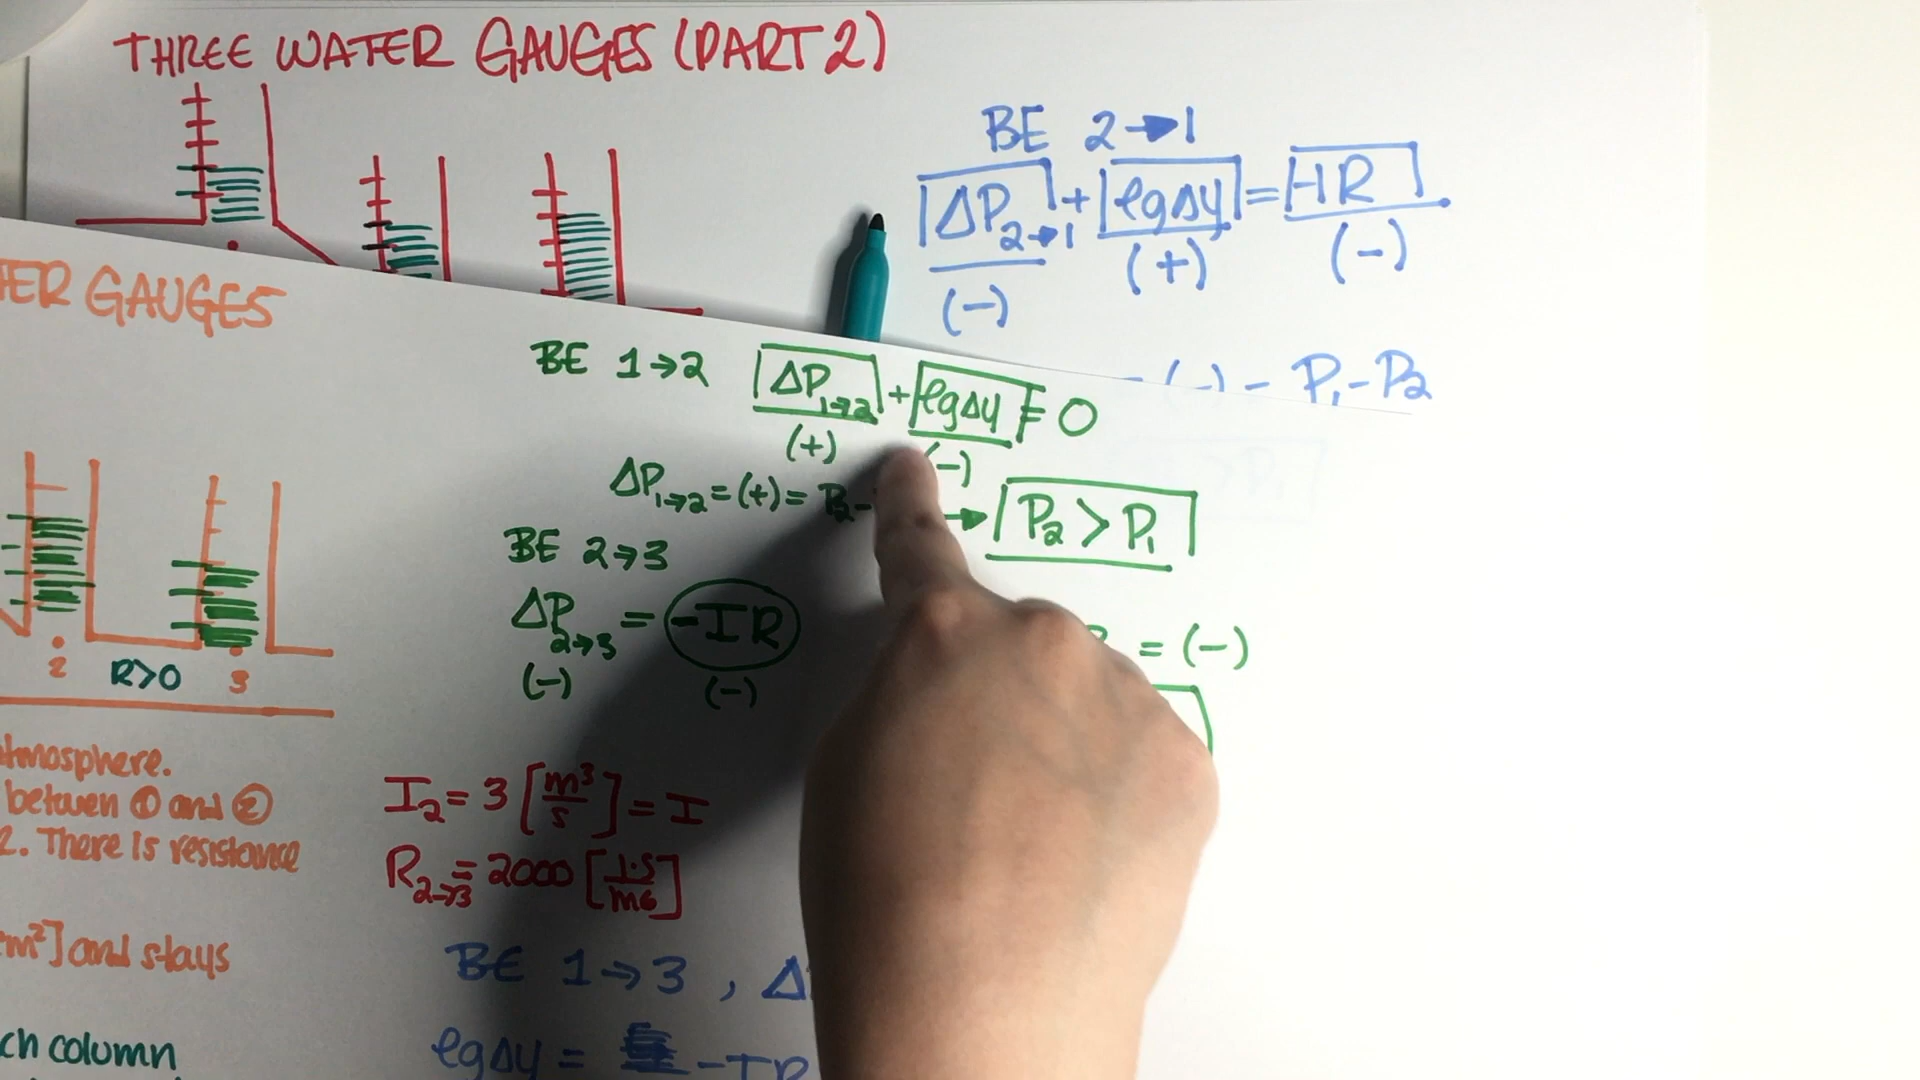 THREE WATER GAUGES (PART 2)
BE 2→1
ΔP2→1 + ρgΔy = -IR
(-) (+) (-)
= P1-P2
ER GAUGES
BE 1→2 ΔP1→2 + ρgΔy = 0
(+) (-)
ΔP1→2 = (+) = P2-
→ P2 > P1
BE 2→3
ΔP2→3 = -IR
= (-)
(-) (-)
2 R>0 3
tmosphere.
between ① and ②
2. There is resistance
m²] and stays
ch column
I2 = 3 [m³/s] = I
R2→3 = 2000 [J·S/m6]
BE 1→3, Δ
ρgΔy = -IR